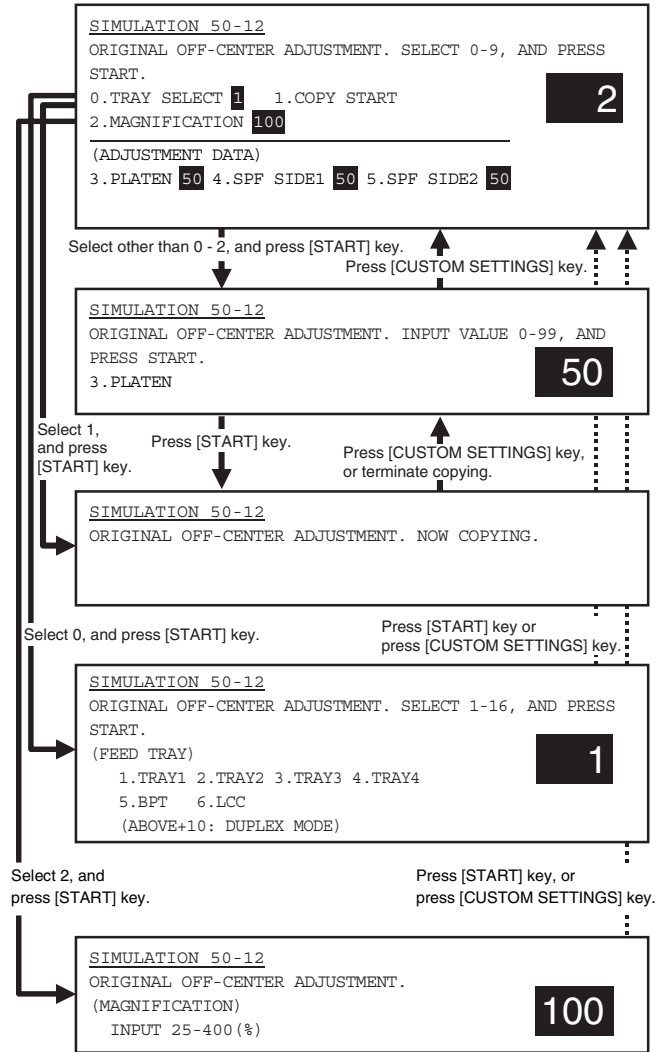 SIMULATION 50-12
ORIGINAL OFF-CENTER ADJUSTMENT. SELECT 0-9, AND PRESS
START.
0.TRAY SELECT 1 1.COPY START
2
2.MAGNIFICATION 100
(ADJUSTMENT DATA)
3.PLATEN 50 4.SPF SIDE1 50 5.SPF SIDE2 50
Select other than 0 - 2, and press [START] key.
Press [CUSTOM SETTINGS] key.
SIMULATION 50-12
ORIGINAL OFF-CENTER ADJUSTMENT. INPUT VALUE 0-99, AND
PRESS START.
3.PLATEN
50
Select 1,
and press
[START] key.
Press [START] key.
Press [CUSTOM SETTINGS] key,
or terminate copying.
SIMULATION 50-12
ORIGINAL OFF-CENTER ADJUSTMENT. NOW COPYING.
Select 0, and press [START] key.
Press [START] key or
press [CUSTOM SETTINGS] key.
SIMULATION 50-12
ORIGINAL OFF-CENTER ADJUSTMENT. SELECT 1-16, AND PRESS
START.
(FEED TRAY)
1
1.TRAY1 2.TRAY2 3.TRAY3 4.TRAY4
5.BPT 6.LCC
(ABOVE+10: DUPLEX MODE)
Select 2, and
press [START] key.
Press [START] key, or
press [CUSTOM SETTINGS] key.
SIMULATION 50-12
ORIGINAL OFF-CENTER ADJUSTMENT.
(MAGNIFICATION)
INPUT 25-400(%)
100